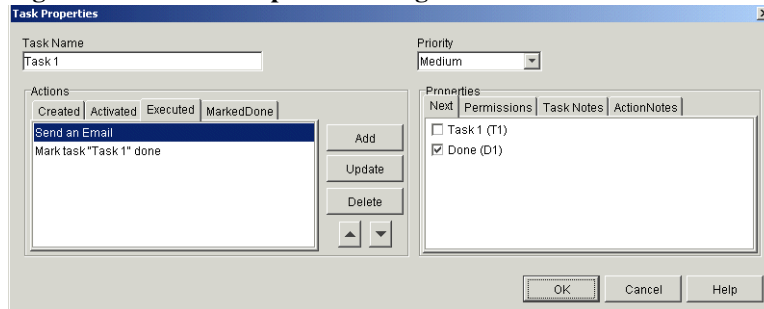 Task Properties
Task Name
Priority
Task 1
Medium
Actions
Properties
Created Activated Executed MarkedDone
Next Permissions Task Notes ActionNotes
Send an Email
Mark task "Task 1" done
Add
Update
Delete
Task 1 (T1)
Done (D1)
OK Cancel Help